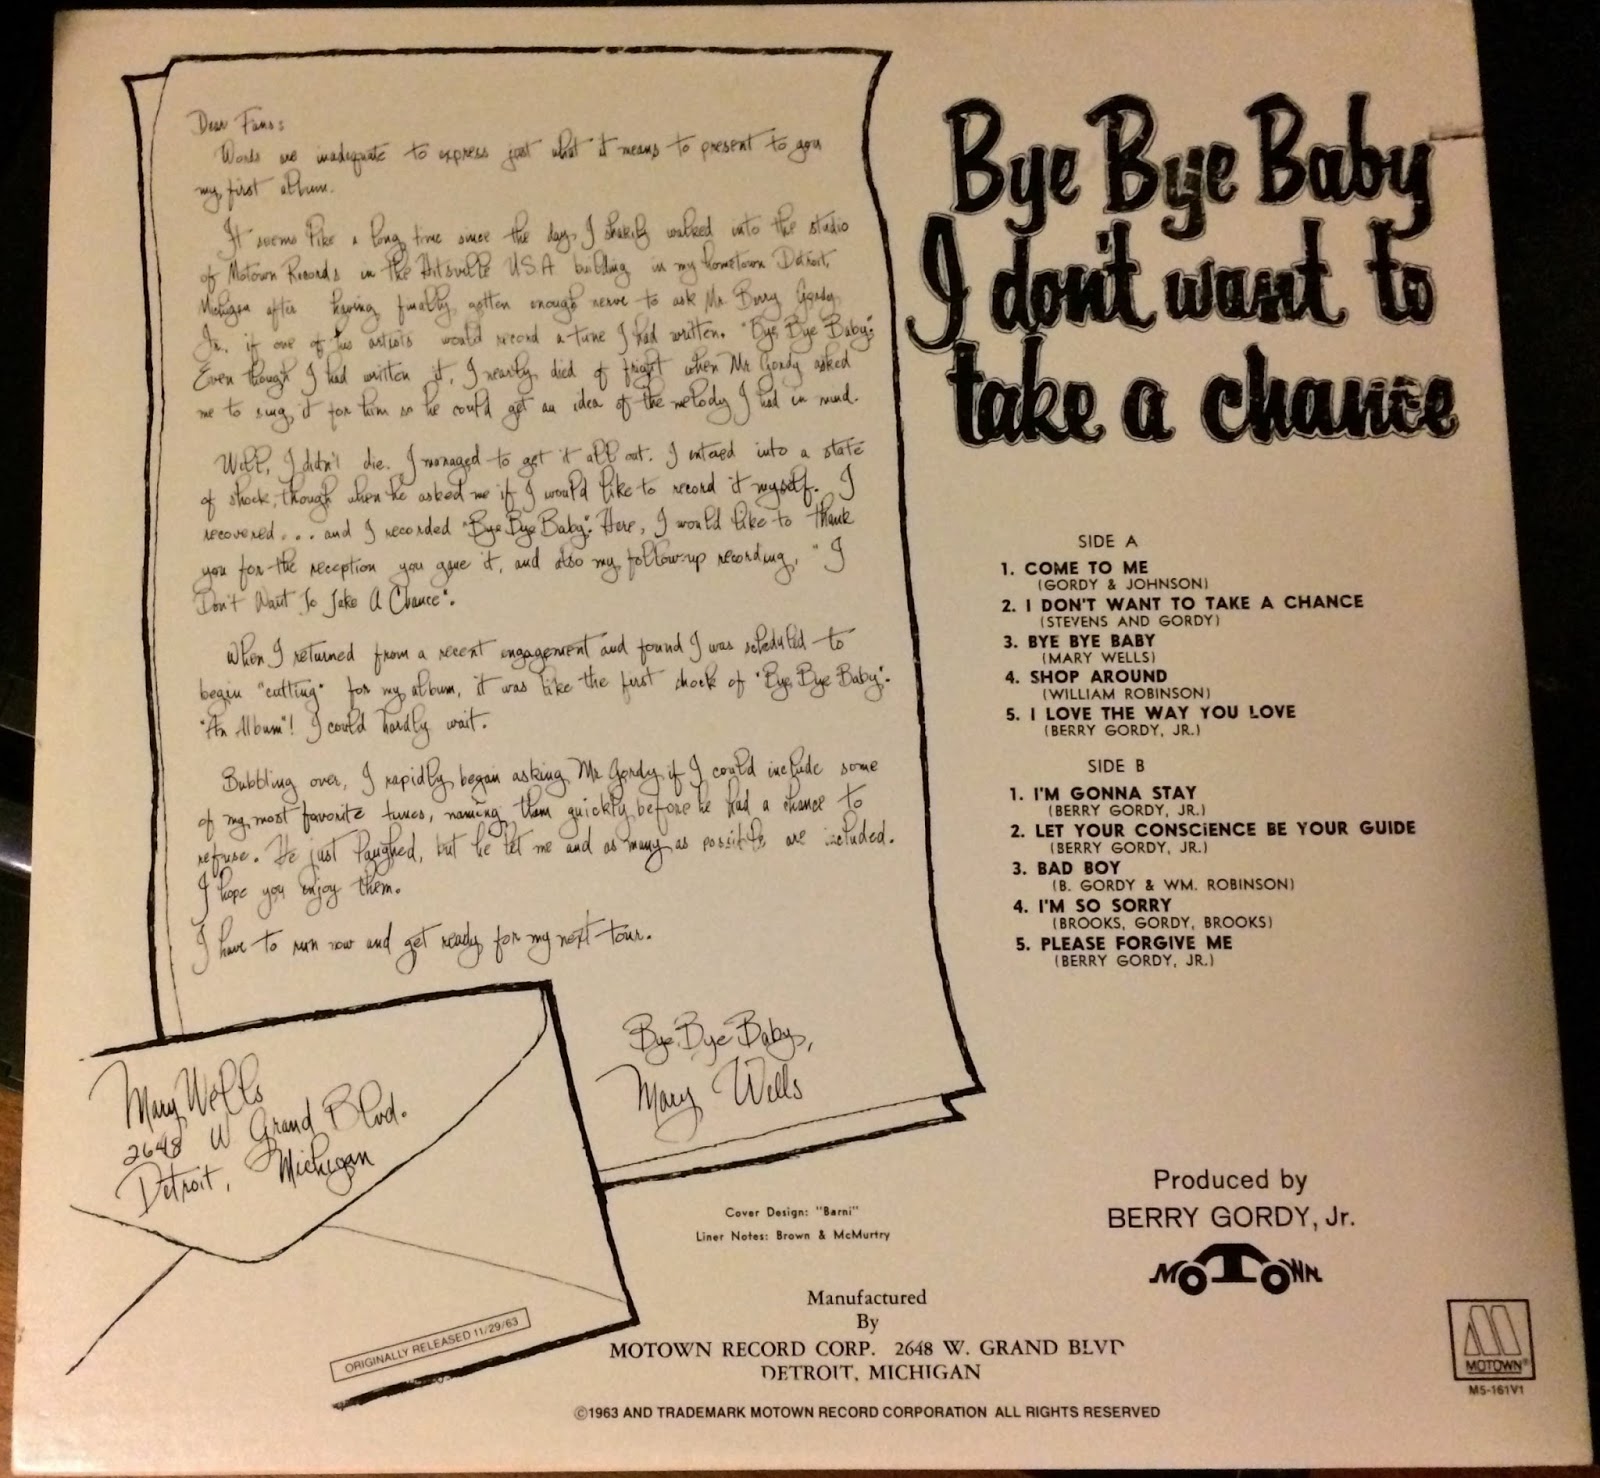 Dear Fans:
Words are inadequate to express just what it means to present to you
my first album.
It seems like a long time since the day I shakily walked into the studio
of Motown Records in the Hitsville U.S.A building in my hometown Detroit,
Michigan after having finally gotten enough nerve to ask Mr. Berry Gordy,
Jr. if one of his artists would record a tune I had written. "Bye Bye Baby".
Even though I had written it, I nearly died of fright when Mr. Gordy asked
me to sing it for him so he could get an idea of the melody I had in mind.
Well, I didn't die. I managed to get it all out. I entered into a state
of shock, though when he asked me if I would like to record it myself. I
recovered... and I recorded "Bye Bye Baby". Here, I would like to thank
you for the reception you gave it, and also my follow-up recording, "I
Don't Want To Take A Chance".
When I returned from a recent engagement and found I was scheduled to
begin "cutting" for my album, it was like the first shock of "Bye Bye Baby".
"An Album"! I could hardly wait.
Bubbling over, I rapidly began asking Mr. Gordy if I could include some
of my most favorite tunes, naming them quickly before he had a chance to
refuse. He just laughed, but he let me and as many as possible are included.
I hope you enjoy them.
I have to run now and get ready for my next tour.
Bye Bye Baby,
Mary Wells
Mary Wells
2648 W Grand Blvd.
Detroit, Michigan
ORIGINALLY RELEASED 11/29/63
Bye Bye Baby
I don't want to
take a chance
SIDE A
1. COME TO ME
(GORDY & JOHNSON)
2. I DON'T WANT TO TAKE A CHANCE
(STEVENS AND GORDY)
3. BYE BYE BABY
(MARY WELLS)
4. SHOP AROUND
(WILLIAM ROBINSON)
5. I LOVE THE WAY YOU LOVE
(BERRY GORDY, JR.)
SIDE B
1. I'M GONNA STAY
(BERRY GORDY, JR.)
2. LET YOUR CONSCiENCE BE YOUR GUIDE
(BERRY GORDY, JR.)
3. BAD BOY
(B. GORDY & WM. ROBINSON)
4. I'M SO SORRY
(BROOKS, GORDY, BROOKS)
5. PLEASE FORGIVE ME
(BERRY GORDY, JR.)
Produced by
BERRY GORDY, Jr.
MOTOWN
Cover Design: "Barni"
Liner Notes: Brown & McMurtry
Manufactured
By
MOTOWN RECORD CORP. 2648 W. GRAND BLVD
DETROIT, MICHIGAN
©1963 AND TRADEMARK MOTOWN RECORD CORPORATION ALL RIGHTS RESERVED
M
MOTOWN®
M5-161V1